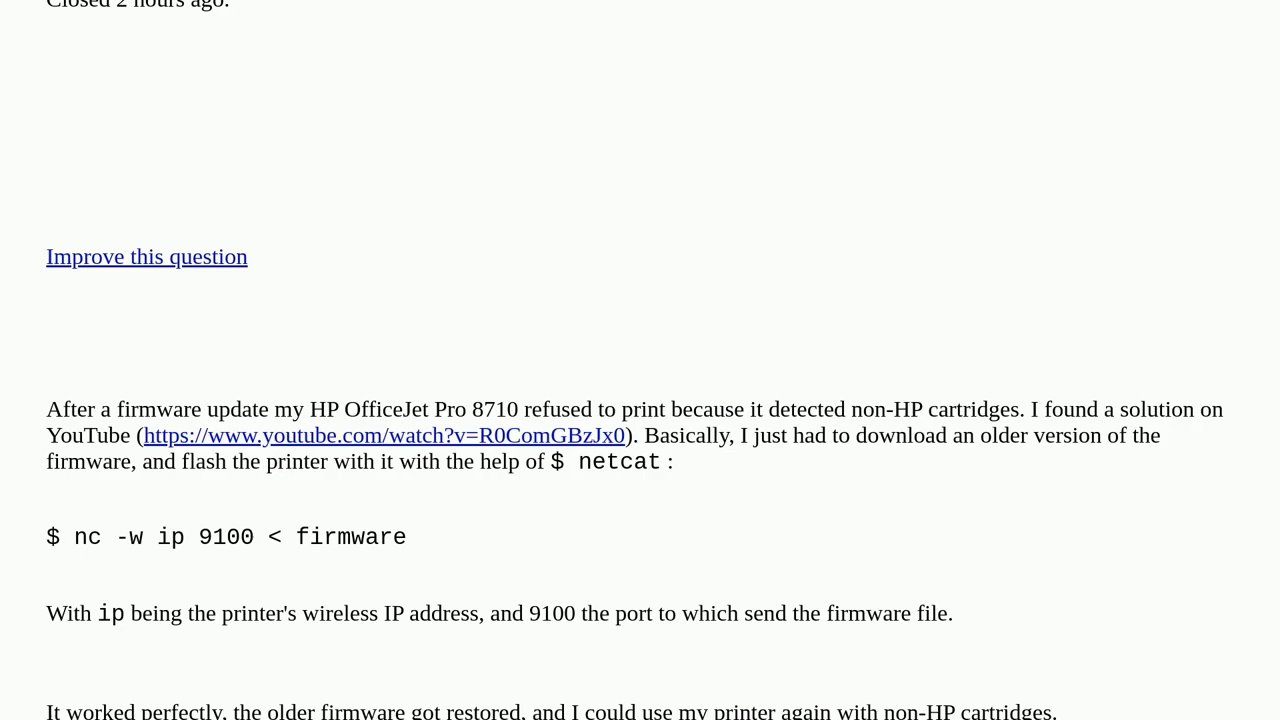 Closed 2 hours ago.
Improve this question
After a firmware update my HP OfficeJet Pro 8710 refused to print because it detected non-HP cartridges. I found a solution on
YouTube (https://www.youtube.com/watch?v=R0ComGBzJx0). Basically, I just had to download an older version of the
firmware, and flash the printer with it with the help of $ netcat :
$ nc -w ip 9100 < firmware
With ip being the printer's wireless IP address, and 9100 the port to which send the firmware file.
It worked perfectly, the older firmware got restored, and I could use my printer again with non-HP cartridges.